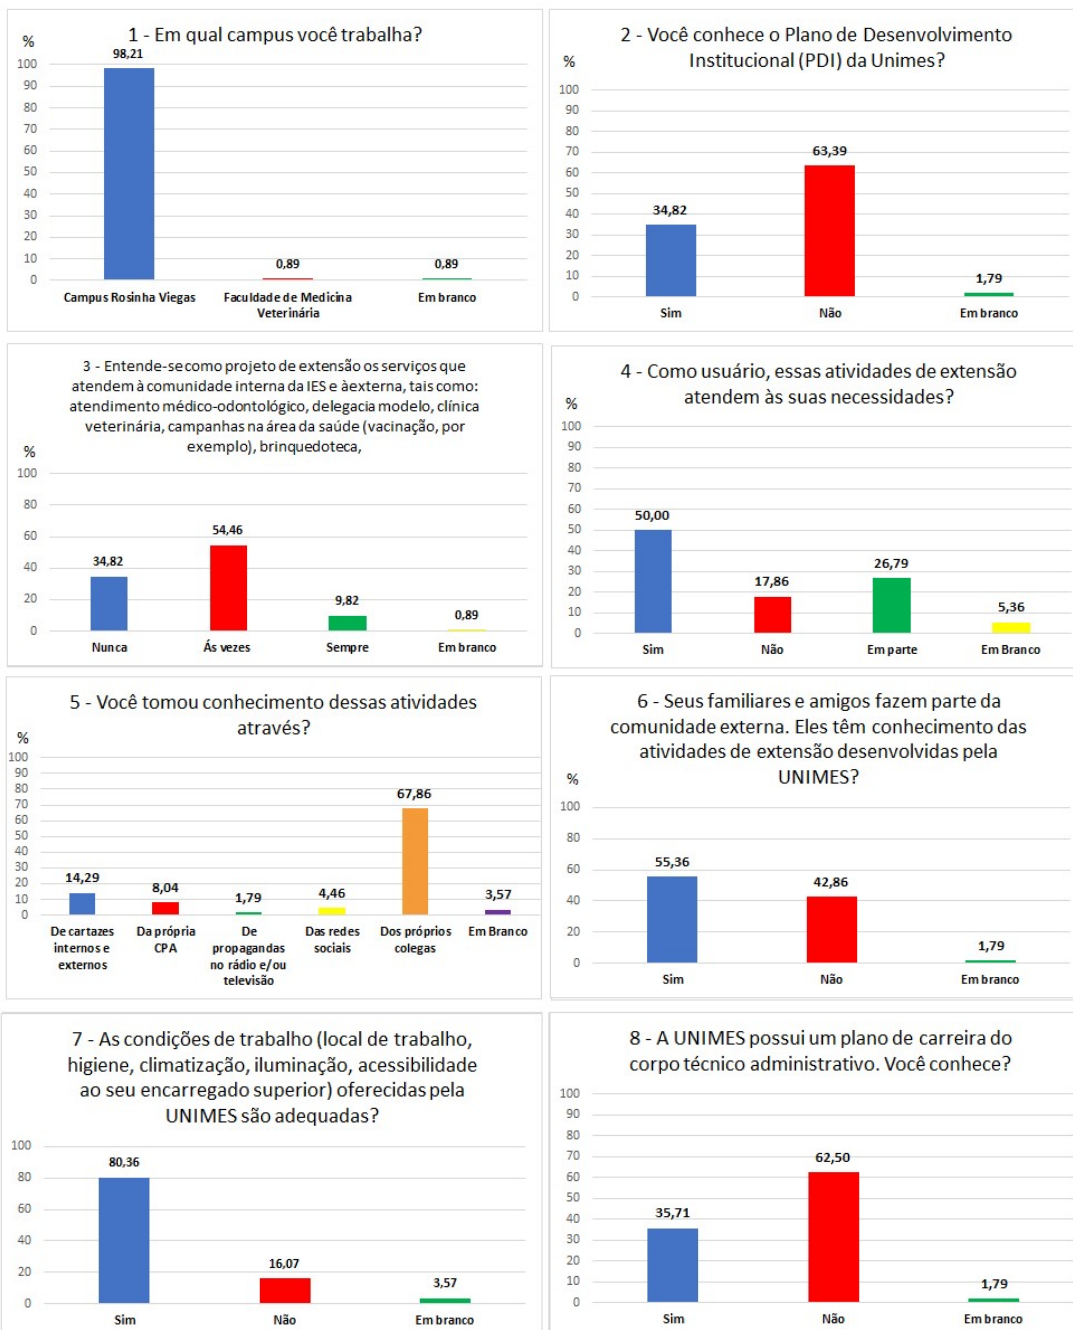 1 - Em qual campus você trabalha?
%
98,21
100
90
80
70
60
50
40
30
20
10
0
0,89
0,89
Campus Rosinha Viegas
Faculdade de Medicina
Veterinária
Em branco
2 - Você conhece o Plano de Desenvolvimento
Institucional (PDI) da Unimes?
%
100
90
80
70
60
50
40
30
20
10
0
34,82
63,39
1,79
Sim
Não
Em branco
3 - Entende-se como projeto de extensão os serviços que
atendem à comunidade interna da IES e àexterna, tais como:
atendimento médico-odontológico, delegacia modelo, clínica
veterinária, campanhas na área da saúde (vacinação, por
exemplo), brinquedoteca,
%
100
80
60
40
20
0
34,82
54,46
9,82
0,89
Nunca
Ás vezes
Sempre
Em branco
4 - Como usuário, essas atividades de extensão
atendem às suas necessidades?
%
100
90
80
70
60
50
40
30
20
10
0
50,00
17,86
26,79
5,36
Sim
Não
Em parte
Em Branco
5 - Você tomou conhecimento dessas atividades
através?
%
100
90
80
70
60
50
40
30
20
10
0
14,29
8,04
1,79
4,46
67,86
3,57
De cartazes
internos e
externos
Da própria
CPA
De
propagandas
no rádio e/ou
televisão
Das redes
sociais
Dos próprios
colegas
Em Branco
6 - Seus familiares e amigos fazem parte da
comunidade externa. Eles têm conhecimento das
atividades de extensão desenvolvidas pela
UNIMES?
%
100
80
60
40
20
0
55,36
42,86
1,79
Sim
Não
Em branco
7 - As condições de trabalho (local de trabalho,
higiene, climatização, iluminação, acessibilidade
ao seu encarregado superior) oferecidas pela
UNIMES são adequadas?
100
80
60
40
20
0
80,36
16,07
3,57
Sim
Não
Em branco
8 - A UNIMES possui um plano de carreira do
corpo técnico administrativo. Você conhece?
100
90
80
70
60
50
40
30
20
10
0
35,71
62,50
1,79
Sim
Não
Em branco